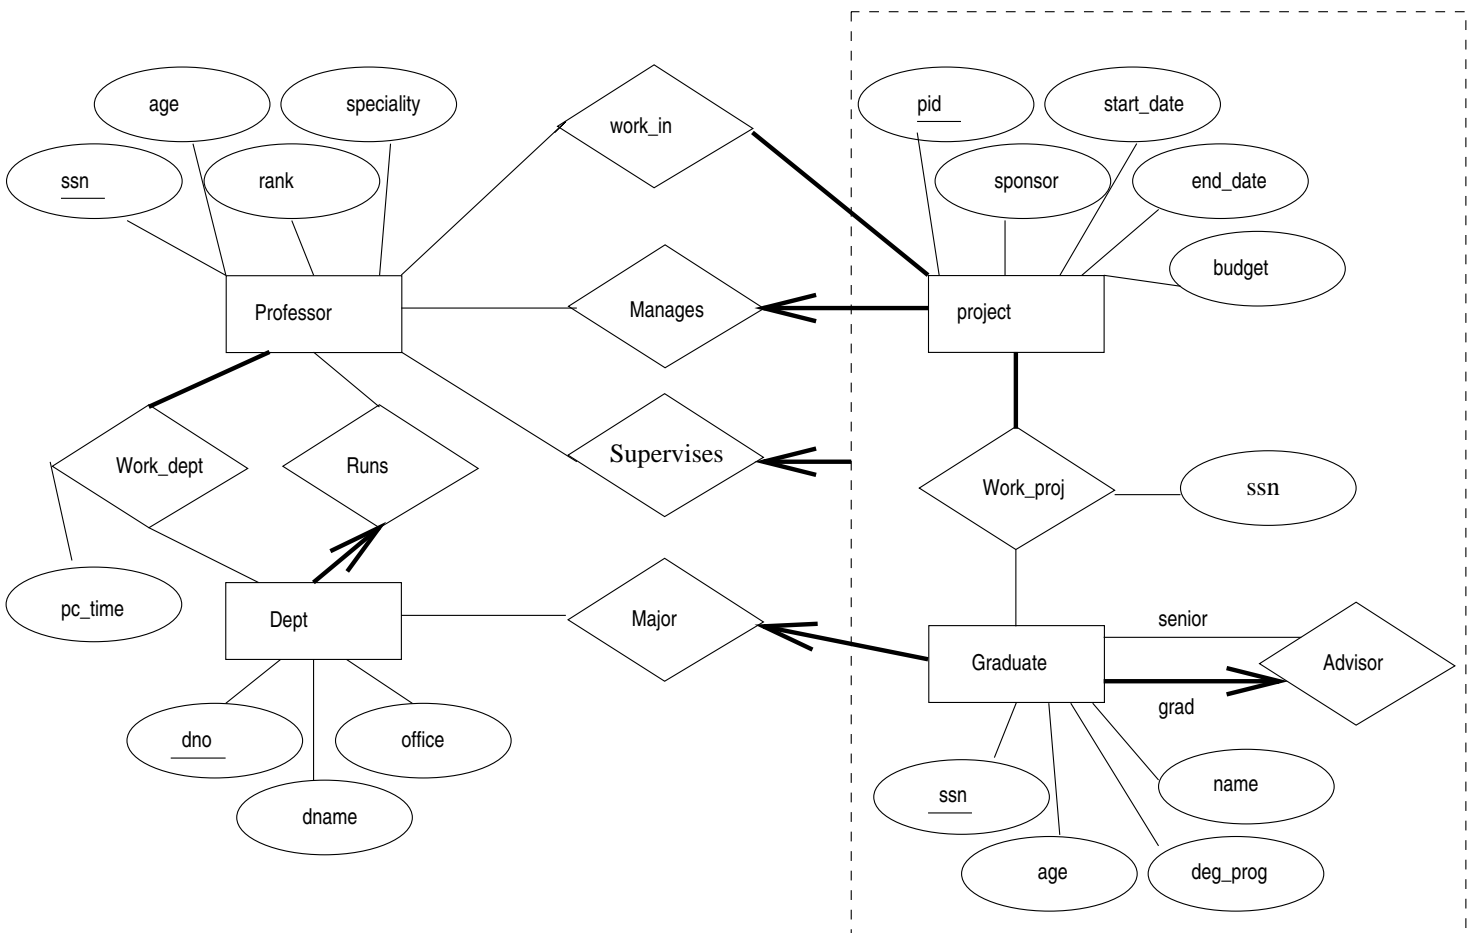 age
speciality
work_in
pid
start_date
ssn
rank
sponsor
end_date
budget
Professor
Manages
project
Work_dept
Runs
Supervises
Work_proj
ssn
pc_time
Dept
Major
senior
Graduate
Advisor
grad
dno
office
dname
ssn
name
age
deg_prog